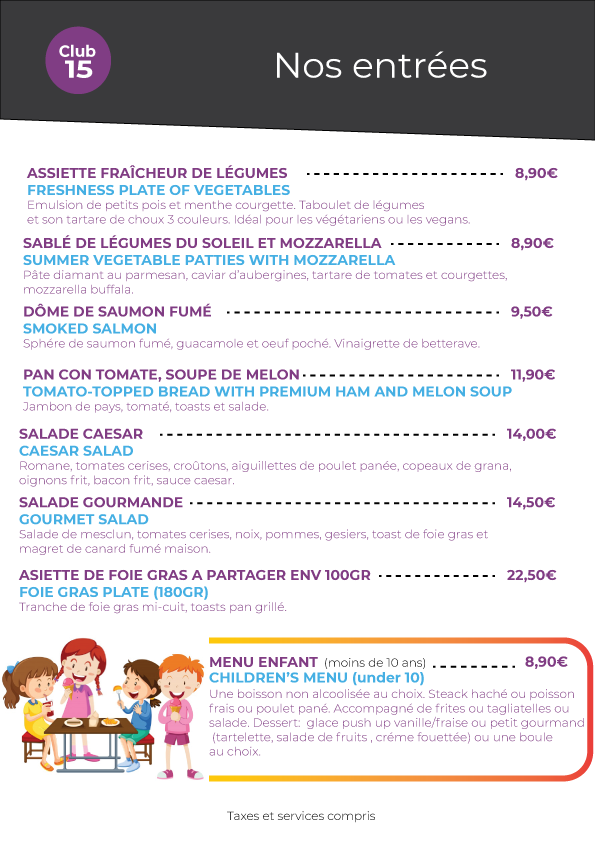 Club
15
Nos entrées
ASSIETTE FRAÎCHEUR DE LÉGUMES 8,90€
FRESHNESS PLATE OF VEGETABLES
Emulsion de petits pois et menthe courgette. Taboulet de légumes
et son tartare de choux 3 couleurs. Idéal pour les végétariens ou les vegans.
SABLÉ DE LÉGUMES DU SOLEIL ET MOZZARELLA 8,90€
SUMMER VEGETABLE PATTIES WITH MOZZARELLA
Pâte diamant au parmesan, caviar d'aubergines, tartare de tomates et courgettes,
mozzarella buffala.
DÔME DE SAUMON FUMÉ 9,50€
SMOKED SALMON
Sphére de saumon fumé, guacamole et oeuf poché. Vinaigrette de betterave.
PAN CON TOMATE, SOUPE DE MELON 11,90€
TOMATO-TOPPED BREAD WITH PREMIUM HAM AND MELON SOUP
Jambon de pays, tomaté, toasts et salade.
SALADE CAESAR 14,00€
CAESAR SALAD
Romane, tomates cerises, croûtons, aiguillettes de poulet panée, copeaux de grana,
oignons frit, bacon frit, sauce caesar.
SALADE GOURMANDE 14,50€
GOURMET SALAD
Salade de mesclun, tomates cerises, noix, pommes, gesiers, toast de foie gras et
magret de canard fumé maison.
ASIETTE DE FOIE GRAS A PARTAGER ENV 100GR 22,50€
FOIE GRAS PLATE (180GR)
Tranche de foie gras mi-cuit, toasts pan grillé.
MENU ENFANT (moins de 10 ans) 8,90€
CHILDREN'S MENU (under 10)
Une boisson non alcoolisée au choix. Steack haché ou poisson
frais ou poulet pané. Accompagné de frites ou tagliatelles ou
salade. Dessert: glace push up vanille/fraise ou petit gourmand
(tartelette, salade de fruits , créme fouettée) ou une boule
au choix.
Taxes et services compris